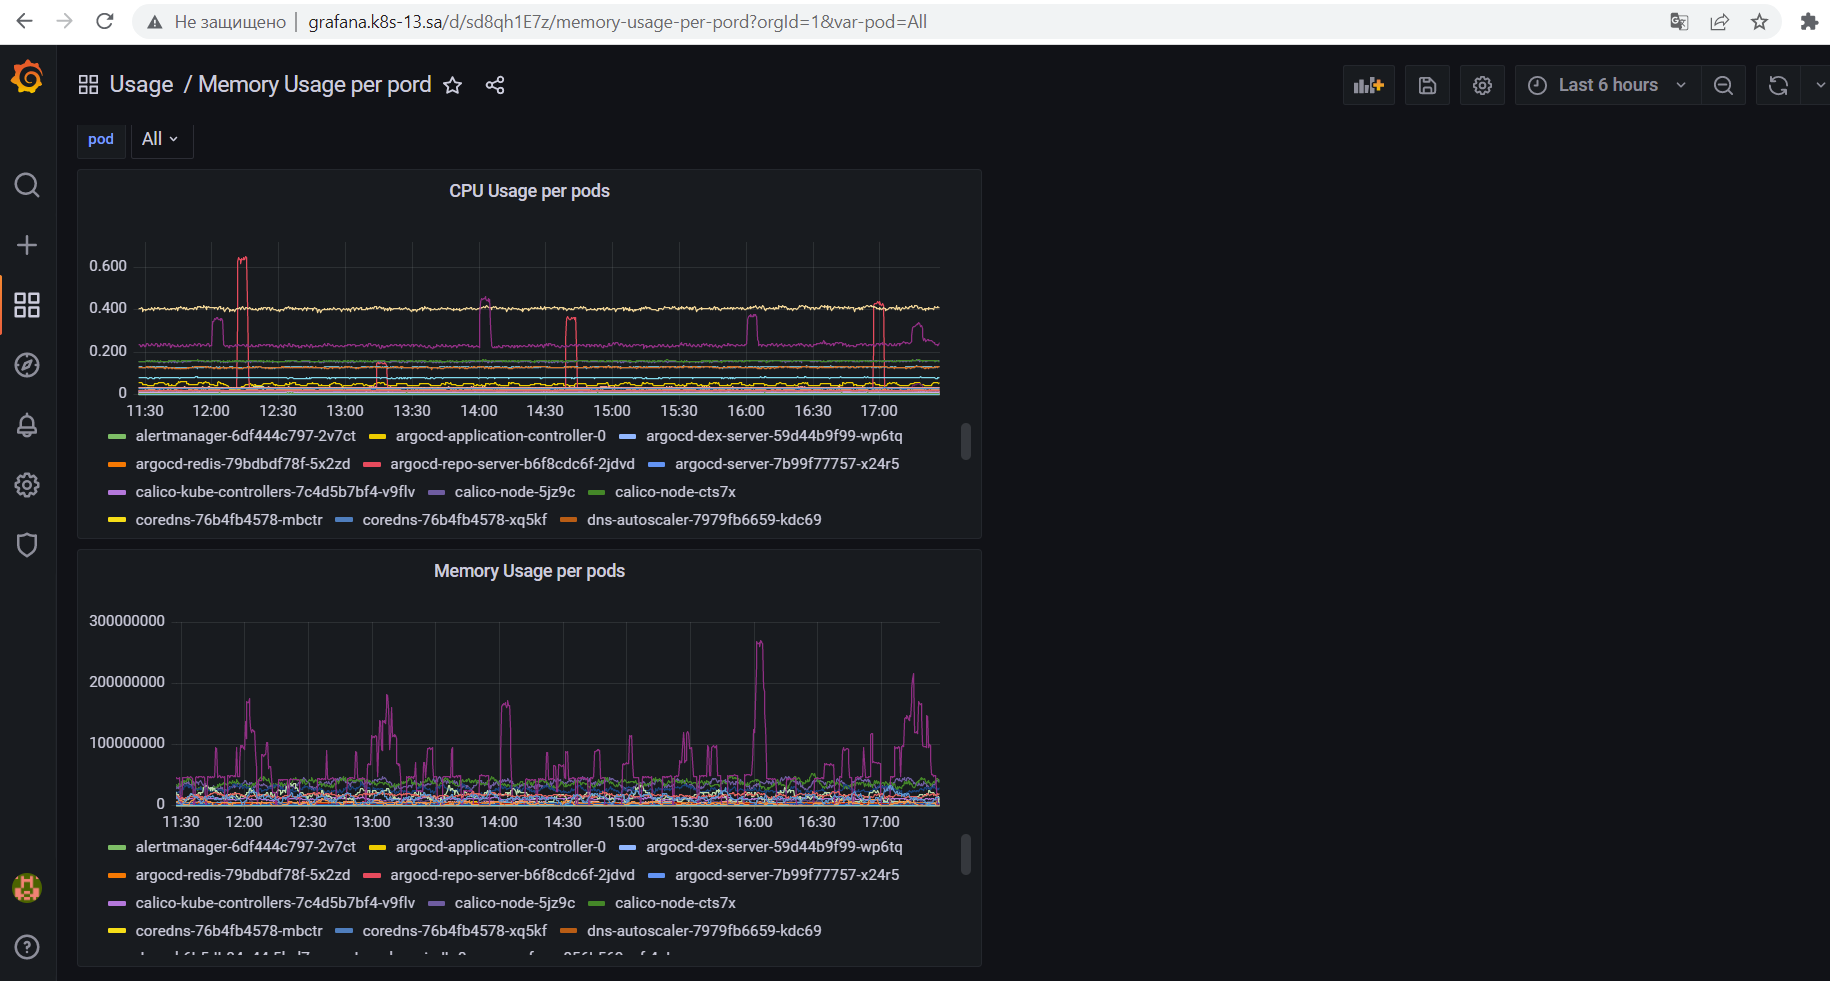 Не защищено | grafana.k8s-13.sa/d/sd8qh1E7z/memory-usage-per-pord?orgId=1&var-pod=All
Usage / Memory Usage per pord
Last 6 hours
pod All
CPU Usage per pods
0.600
0.400
0.200
0
11:30 12:00 12:30 13:00 13:30 14:00 14:30 15:00 15:30 16:00 16:30 17:00
alertmanager-6df444c797-2v7ct argocd-application-controller-0 argocd-dex-server-59d44b9f99-wp6tq
argocd-redis-79bdbdf78f-5x2zd argocd-repo-server-b6f8cdc6f-2jdvd argocd-server-7b99f77757-x24r5
calico-kube-controllers-7c4d5b7bf4-v9flv calico-node-5jz9c calico-node-cts7x
coredns-76b4fb4578-mbctr coredns-76b4fb4578-xq5kf dns-autoscaler-7979fb6659-kdc69
Memory Usage per pods
300000000
200000000
100000000
0
11:30 12:00 12:30 13:00 13:30 14:00 14:30 15:00 15:30 16:00 16:30 17:00
alertmanager-6df444c797-2v7ct argocd-application-controller-0 argocd-dex-server-59d44b9f99-wp6tq
argocd-redis-79bdbdf78f-5x2zd argocd-repo-server-b6f8cdc6f-2jdvd argocd-server-7b99f77757-x24r5
calico-kube-controllers-7c4d5b7bf4-v9flv calico-node-5jz9c calico-node-cts7x
coredns-76b4fb4578-mbctr coredns-76b4fb4578-xq5kf dns-autoscaler-7979fb6659-kdc69